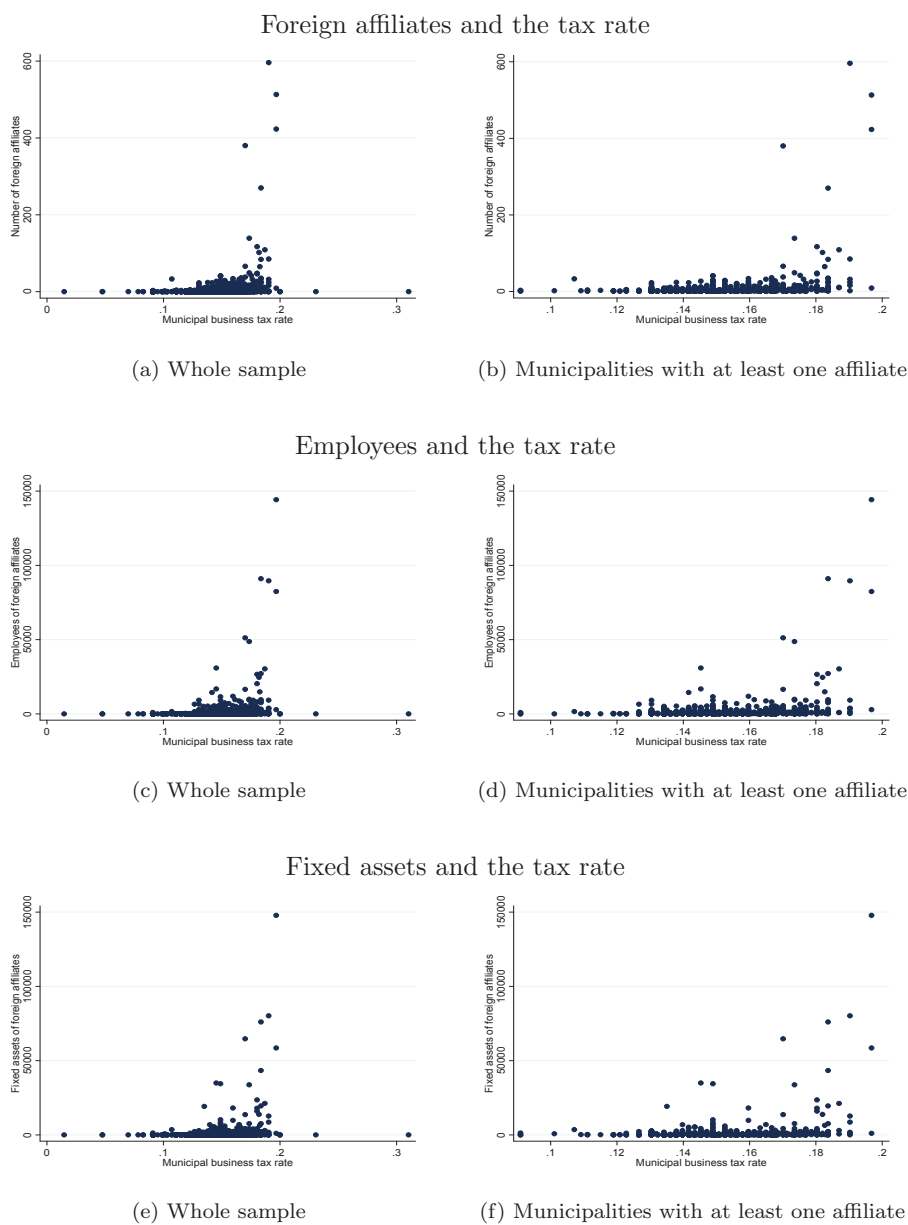 Foreign affiliates and the tax rate
Number of foreign affiliates
600
400
200
0
0 .1 .2 .3
Municipal business tax rate
(a) Whole sample
Number of foreign affiliates
600
400
200
0
.1 .12 .14 .16 .18 .2
Municipal business tax rate
(b) Municipalities with at least one affiliate
Employees and the tax rate
Employees of foreign affiliates
150000
100000
50000
0
0 .1 .2 .3
Municipal business tax rate
(c) Whole sample
Employees of foreign affiliates
150000
100000
50000
0
.1 .12 .14 .16 .18 .2
Municipal business tax rate
(d) Municipalities with at least one affiliate
Fixed assets and the tax rate
Fixed assets of foreign affiliates
150000
100000
50000
0
0 .1 .2 .3
Municipal business tax rate
(e) Whole sample
Fixed assets of foreign affiliates
150000
100000
50000
0
.1 .12 .14 .16 .18 .2
Municipal business tax rate
(f) Municipalities with at least one affiliate